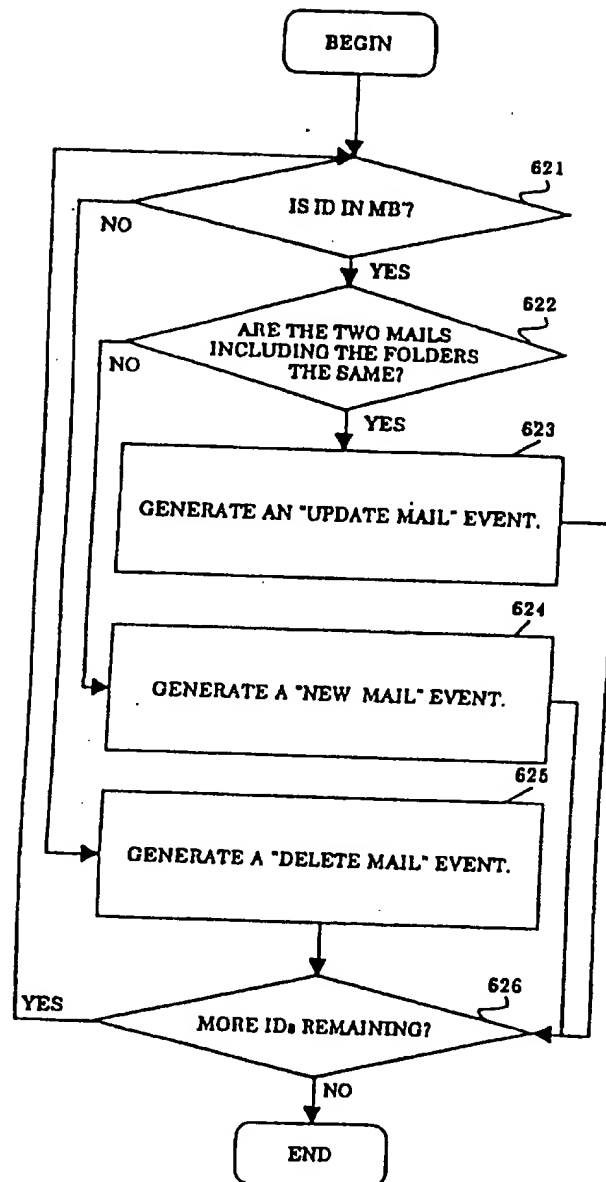 BEGIN
621
IS ID IN MB?
NO
YES
622
ARE THE TWO MAILS
INCLUDING THE FOLDERS
THE SAME?
NO
YES
623
GENERATE AN "UPDATE MAIL" EVENT.
624
GENERATE A "NEW MAIL" EVENT.
625
GENERATE A "DELETE MAIL" EVENT.
626
YES
MORE IDs REMAINING?
NO
END